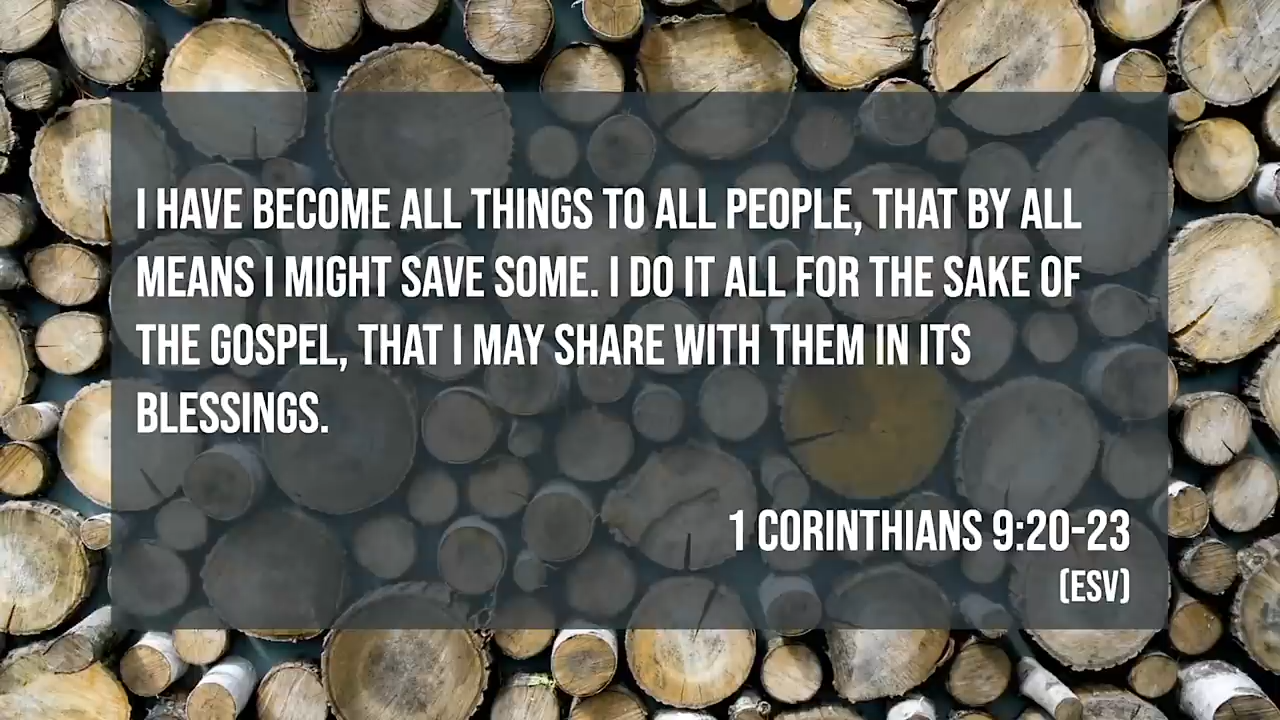 I HAVE BECOME ALL THINGS TO ALL PEOPLE, THAT BY ALL
MEANS I MIGHT SAVE SOME. I DO IT ALL FOR THE SAKE OF
THE GOSPEL, THAT I MAY SHARE WITH THEM IN ITS
BLESSINGS.
1 CORINTHIANS 9:20-23
(ESV)